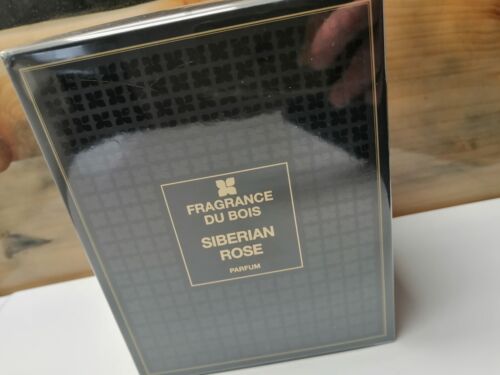 FRAGRANCE
DU BOIS
SIBERIAN
ROSE
PARFUM